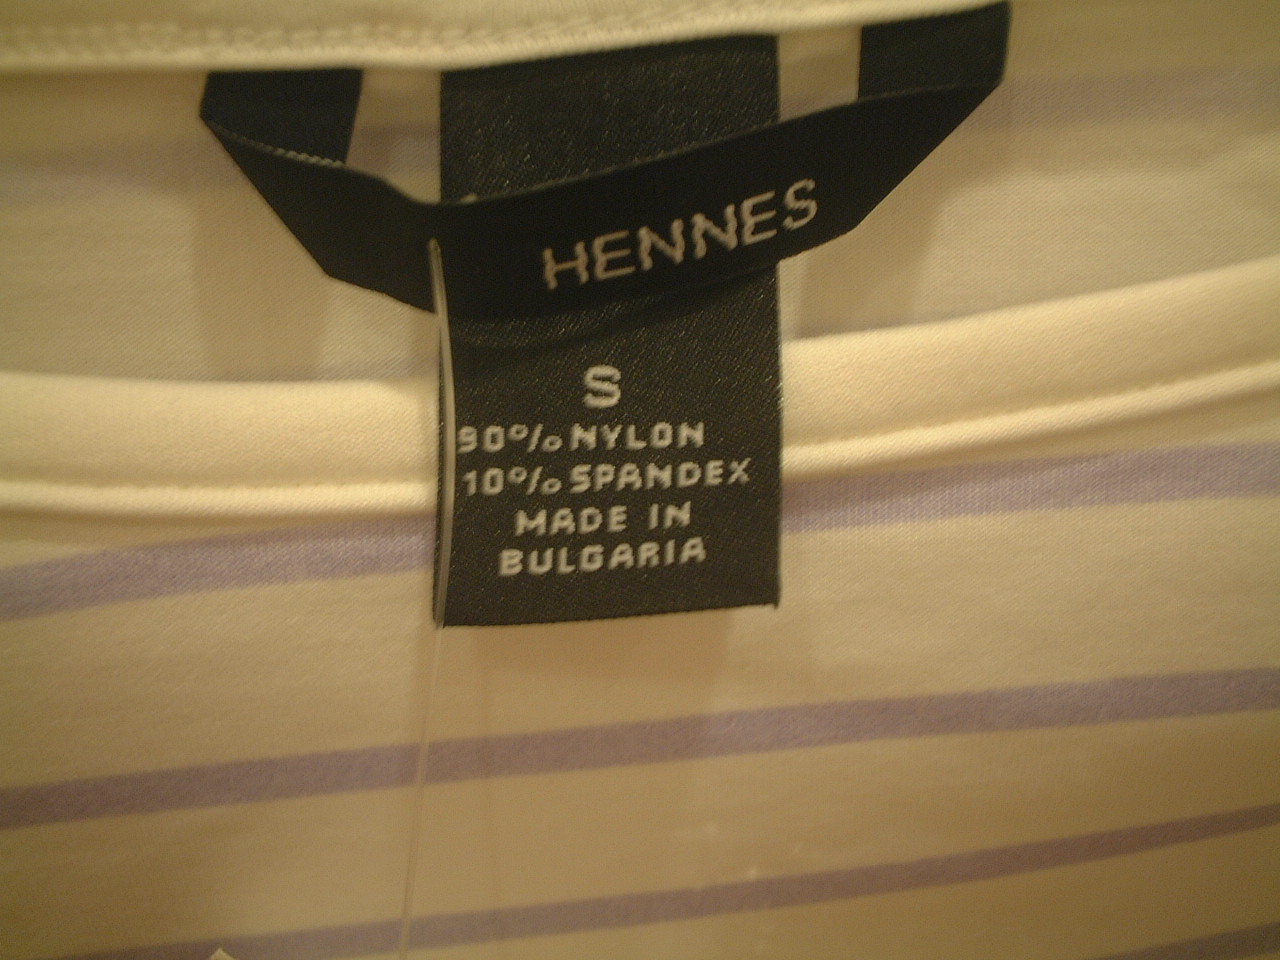 HENNES
S
90% NYLON
10% SPANDEX
MADE IN
BULGARIA